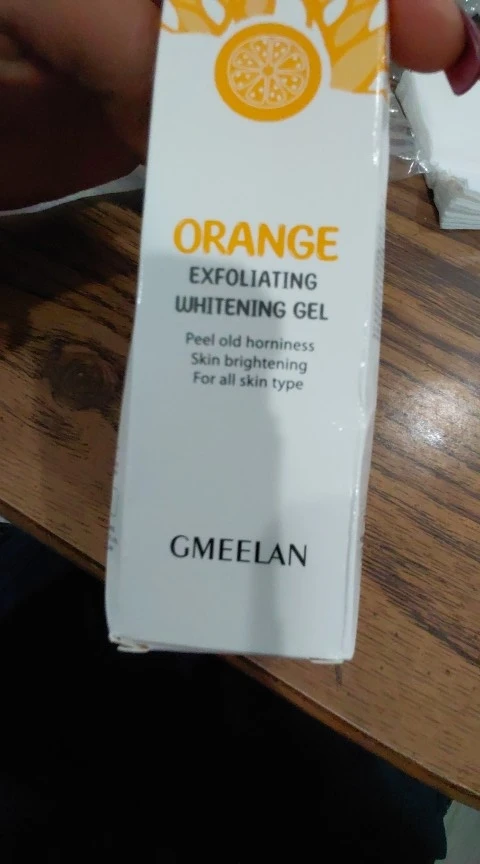 ORANGE
EXFOLIATING
WHITENING GEL
Peel old horniness
Skin brightening
For all skin type
GMEELAN